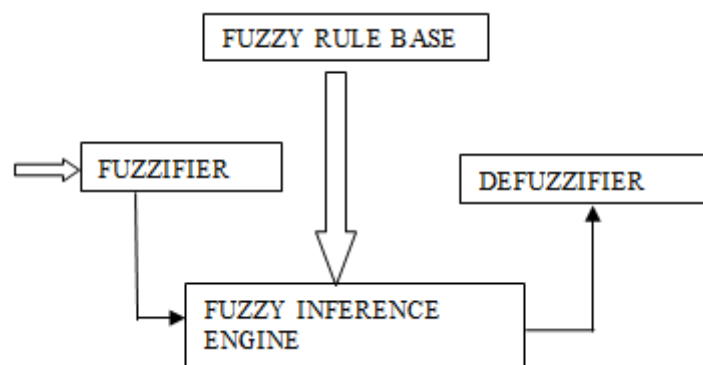 FUZZY RULE BASE
FUZZIFIER
DEFUZZIFIER
FUZZY INFERENCE
ENGINE